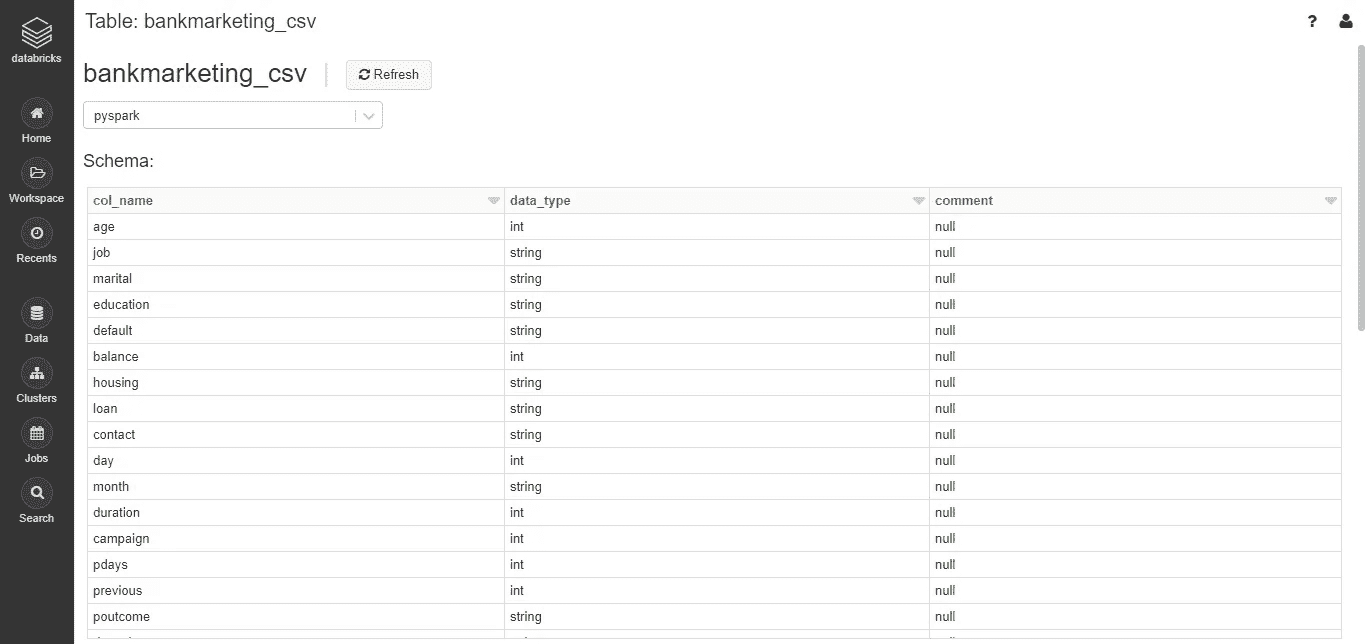 Table: bankmarketing_csv
?
databricks
bankmarketing_csv
Refresh
pyspark
Home
Workspace
Recents
Data
Clusters
Jobs
Search
Schema:
col_name data_type comment
age int null
job string null
marital string null
education string null
default string null
balance int null
housing string null
loan string null
contact string null
day int null
month string null
duration int null
campaign int null
pdays int null
previous int null
poutcome string null